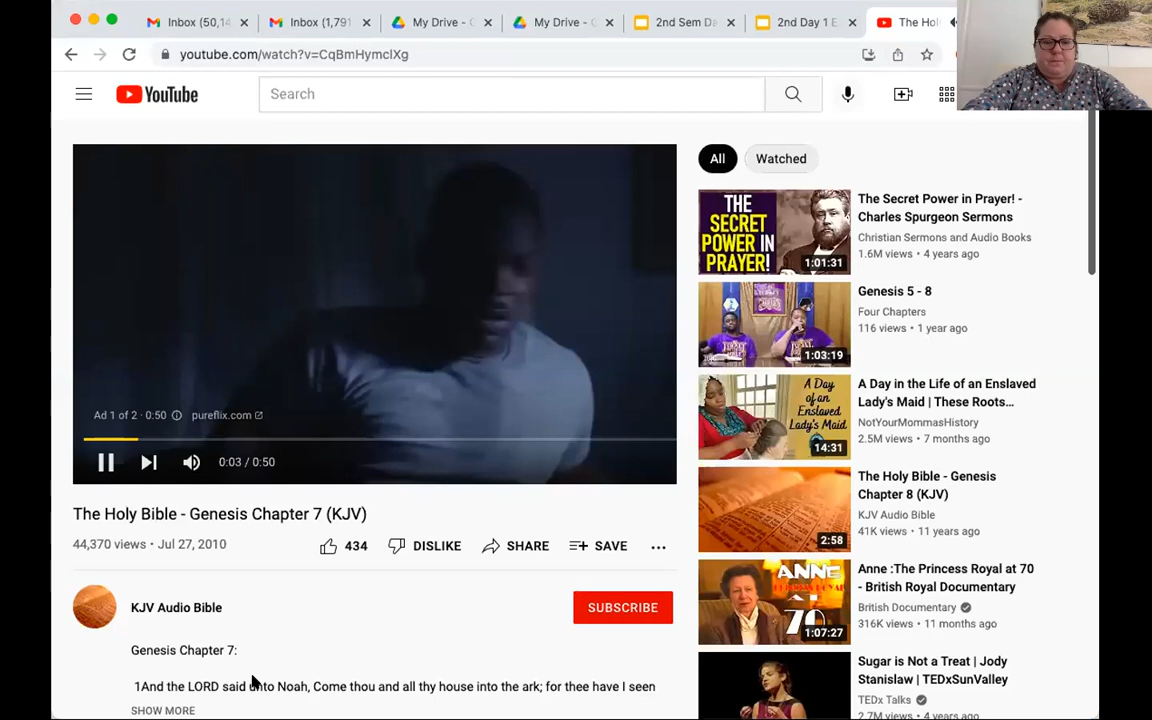 Inbox (50,14
Inbox (1,791
My Drive - G
My Drive - G
2nd Sem Da
2nd Day 1 E
The Hol
youtube.com/watch?v=CqBmHymclXg
YouTube
Search
All
Watched
THE
SECRET
POWER IN
PRAYER!
1:01:31
The Secret Power in Prayer! -
Charles Spurgeon Sermons
Christian Sermons and Audio Books
1.6M views • 4 years ago
1:03:19
Genesis 5 - 8
Four Chapters
116 views • 1 year ago
A Day
of an
Enslaved
Lady's Maid
14:31
A Day in the Life of an Enslaved
Lady's Maid | These Roots...
NotYourMommasHistory
2.5M views • 7 months ago
2:58
The Holy Bible - Genesis
Chapter 8 (KJV)
KJV Audio Bible
41K views • 11 years ago
ANNE
AT
70
1:07:27
Anne :The Princess Royal at 70
- British Royal Documentary
British Documentary
316K views • 11 months ago
Sugar is Not a Treat | Jody
Stanislaw | TEDxSunValley
TEDx Talks
2.7M views • 4 years ago
Ad 1 of 2 · 0:50
pureflix.com
0:03 / 0:50
The Holy Bible - Genesis Chapter 7 (KJV)
44,370 views • Jul 27, 2010
434
DISLIKE
SHARE
SAVE
KJV Audio Bible
SUBSCRIBE
Genesis Chapter 7:
1And the LORD said unto Noah, Come thou and all thy house into the ark; for thee have I seen
SHOW MORE